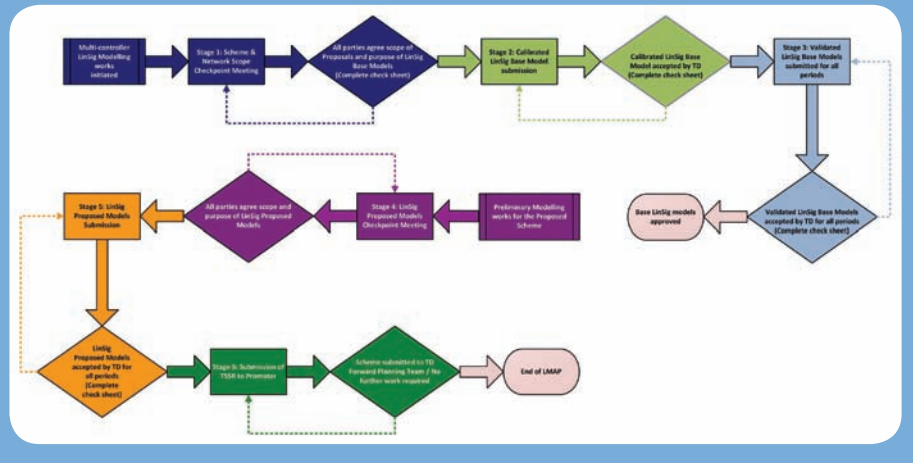 Multi-controller
LinSig Modelling
works
initiated
Stage 1: Scheme &
Network Scope
Checkpoint Meeting
All parties agree scope of
Proposals and purpose of LinSig
Base Models
(Complete check sheet)
Stage 2: Calibrated
LinSig Base Model
submission
Calibrated LinSig Base
Model accepted by TD
(Complete check sheet)
Stage 3: Validated
LinSig Base Models
submitted for all
periods
Stage 5: LinSig
Proposed Models
Submission
All parties agree scope and
purpose of LinSig Proposed
Models
Stage 4: LinSig
Proposed Models
Checkpoint Meeting
Preliminary Modelling
works for the Proposed
Scheme
Base LinSig models
approved
Validated LinSig Base Models
accepted by TD for all periods
(Complete check sheet)
LinSig
Proposed Models
accepted by TD for
all periods
(Complete
check sheet)
Stage 6: Submission of
TSSR to Promoter
Scheme submitted to TD
Forward Planning Team / No
further work required
End of LMAP